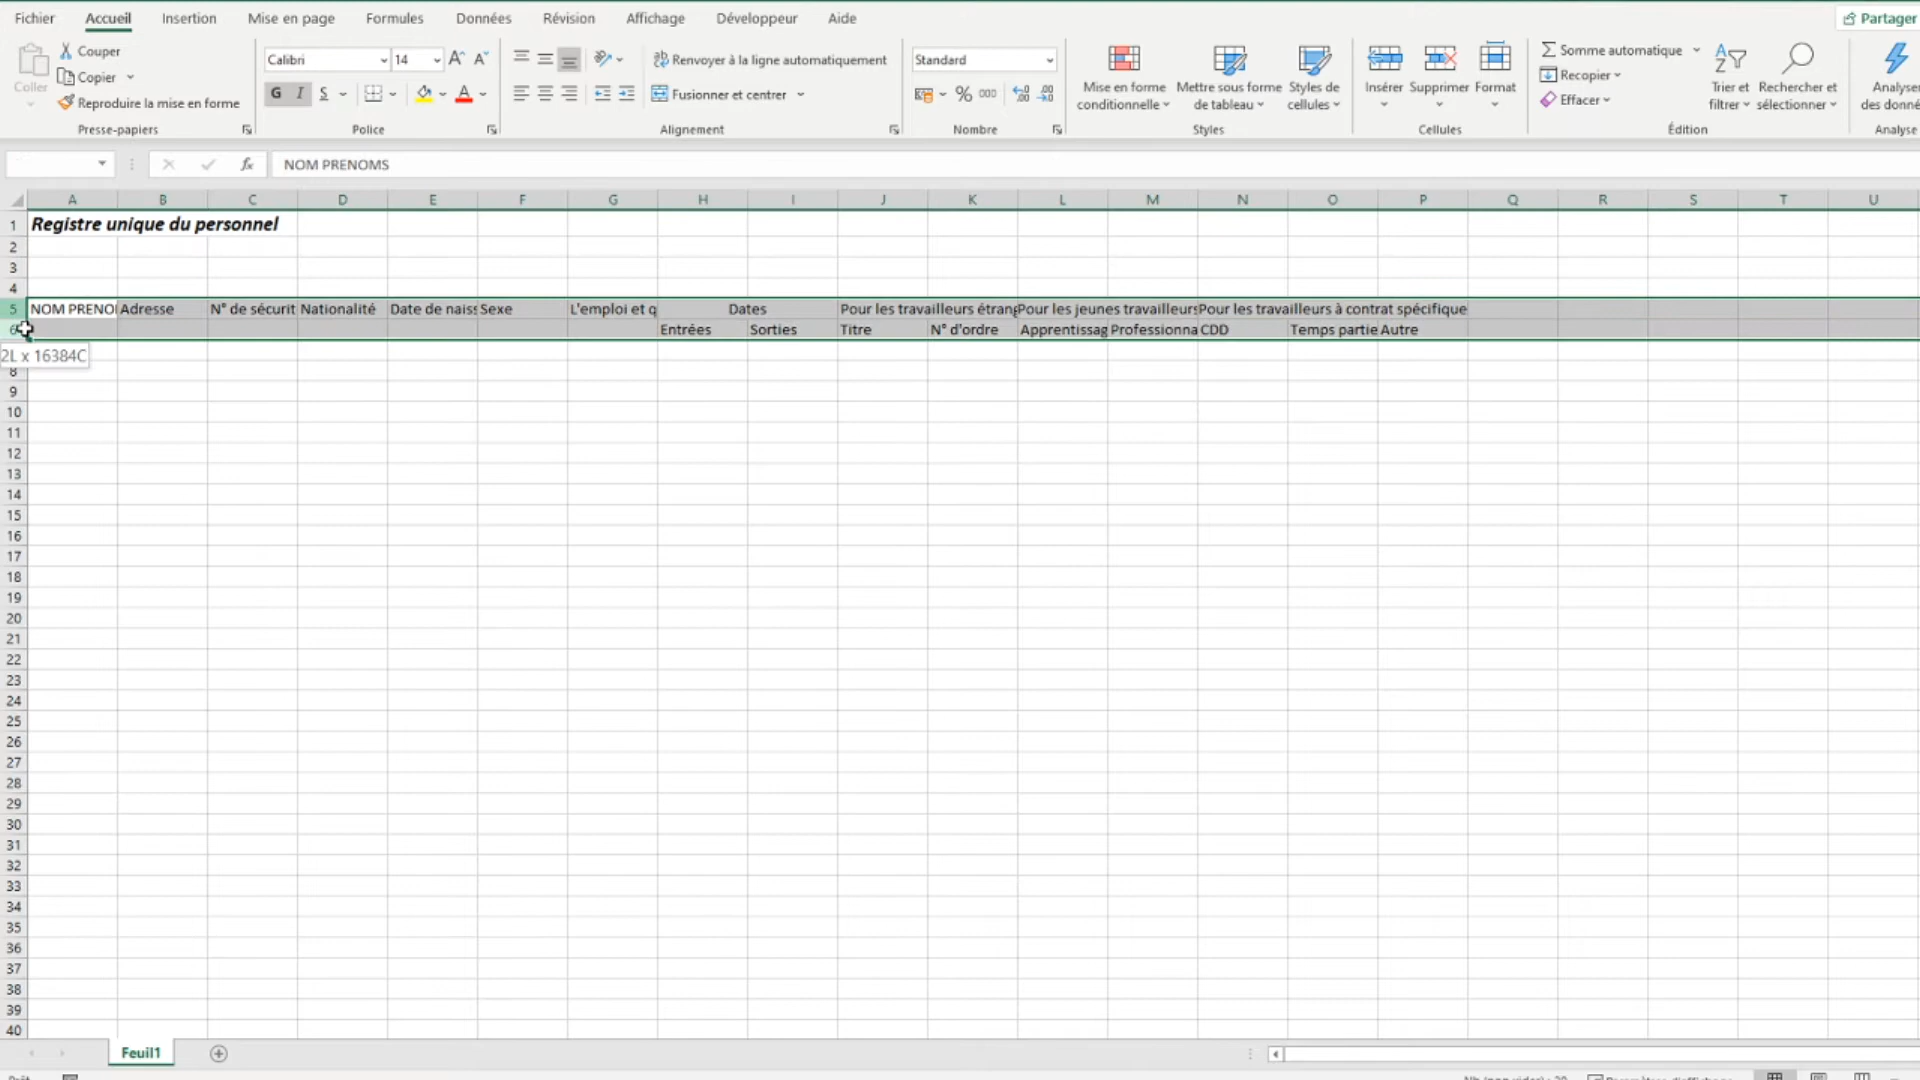 Fichier Accueil Insertion Mise en page Formules Données Révision Affichage Développeur Aide Partager
Coller
Couper
Copier
Reproduire la mise en forme
Presse-papiers
Calibri 14
G I S
Police
Renvoyer à la ligne automatiquement
Fusionner et centrer
Alignement
Standard
% 000
Nombre
Mise en forme conditionnelle
Mettre sous forme de tableau
Styles de cellules
Styles
Insérer Supprimer Format
Cellules
Somme automatique
Recopier
Effacer
Trier et filtrer
Rechercher et sélectionner
Édition
Analyser
Analyse
fx NOM PRENOMS
A B C D E F G H I J K L M N O P Q R S T U
1 Registre unique du personnel
2
3
4
5 NOM PRENO Adresse N° de sécurit Nationalité Date de naiss Sexe L'emploi et q Dates Pour les travailleurs étrang Pour les jeunes travailleurs Pour les travailleurs à contrat spécifique
6 Entrées Sorties Titre N° d'ordre Apprentissag Professionna CDD Temps partie Autre
2L x 16384C
8
9
10
11
12
13
14
15
16
17
18
19
20
21
22
23
24
25
26
27
28
29
30
31
32
33
34
35
36
37
38
39
40
Feuil1